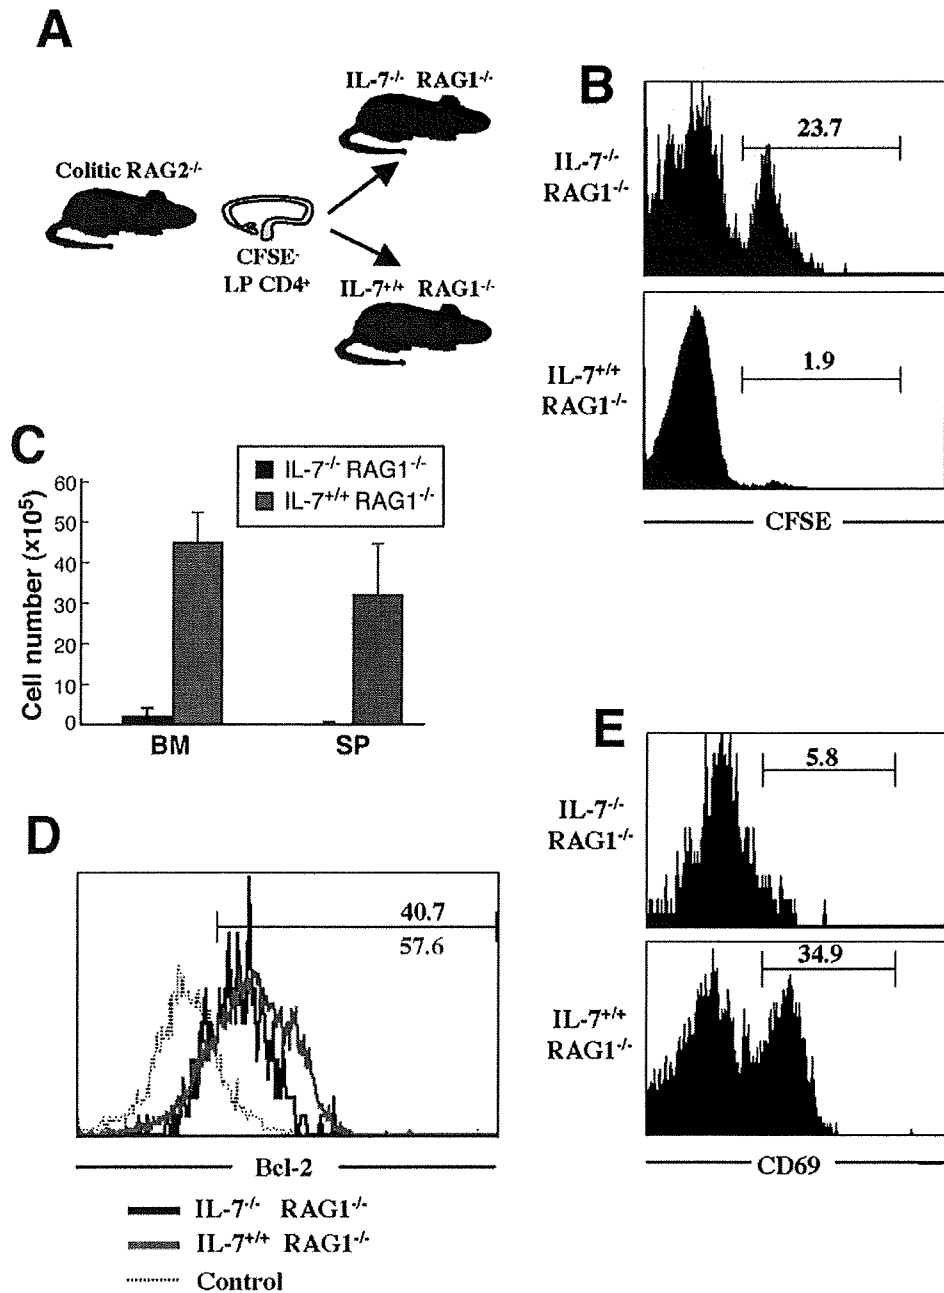 A
IL-7-/- RAG1-/-
Colitic RAG2-/-
CFSE-
LP CD4+
IL-7+/+ RAG1-/-
B
IL-7-/-
RAG1-/-
23.7
IL-7+/+
RAG1-/-
1.9
CFSE
C
IL-7-/- RAG1-/-
IL-7+/+ RAG1-/-
Cell number (x105)
60
50
40
30
20
10
0
BM
SP
D
40.7
57.6
Bcl-2
IL-7-/- RAG1-/-
IL-7+/+ RAG1-/-
Control
E
IL-7-/-
RAG1-/-
5.8
IL-7+/+
RAG1-/-
34.9
CD69